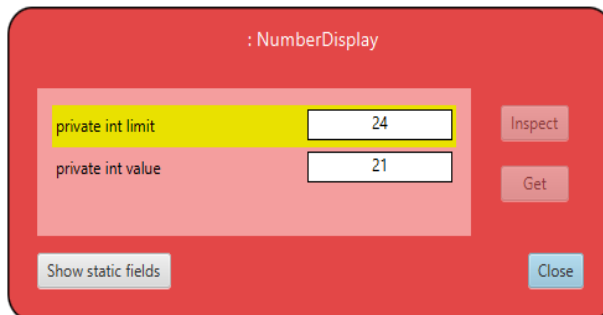 : NumberDisplay
private int limit 24
Inspect
private int value 21
Get
Show static fields
Close